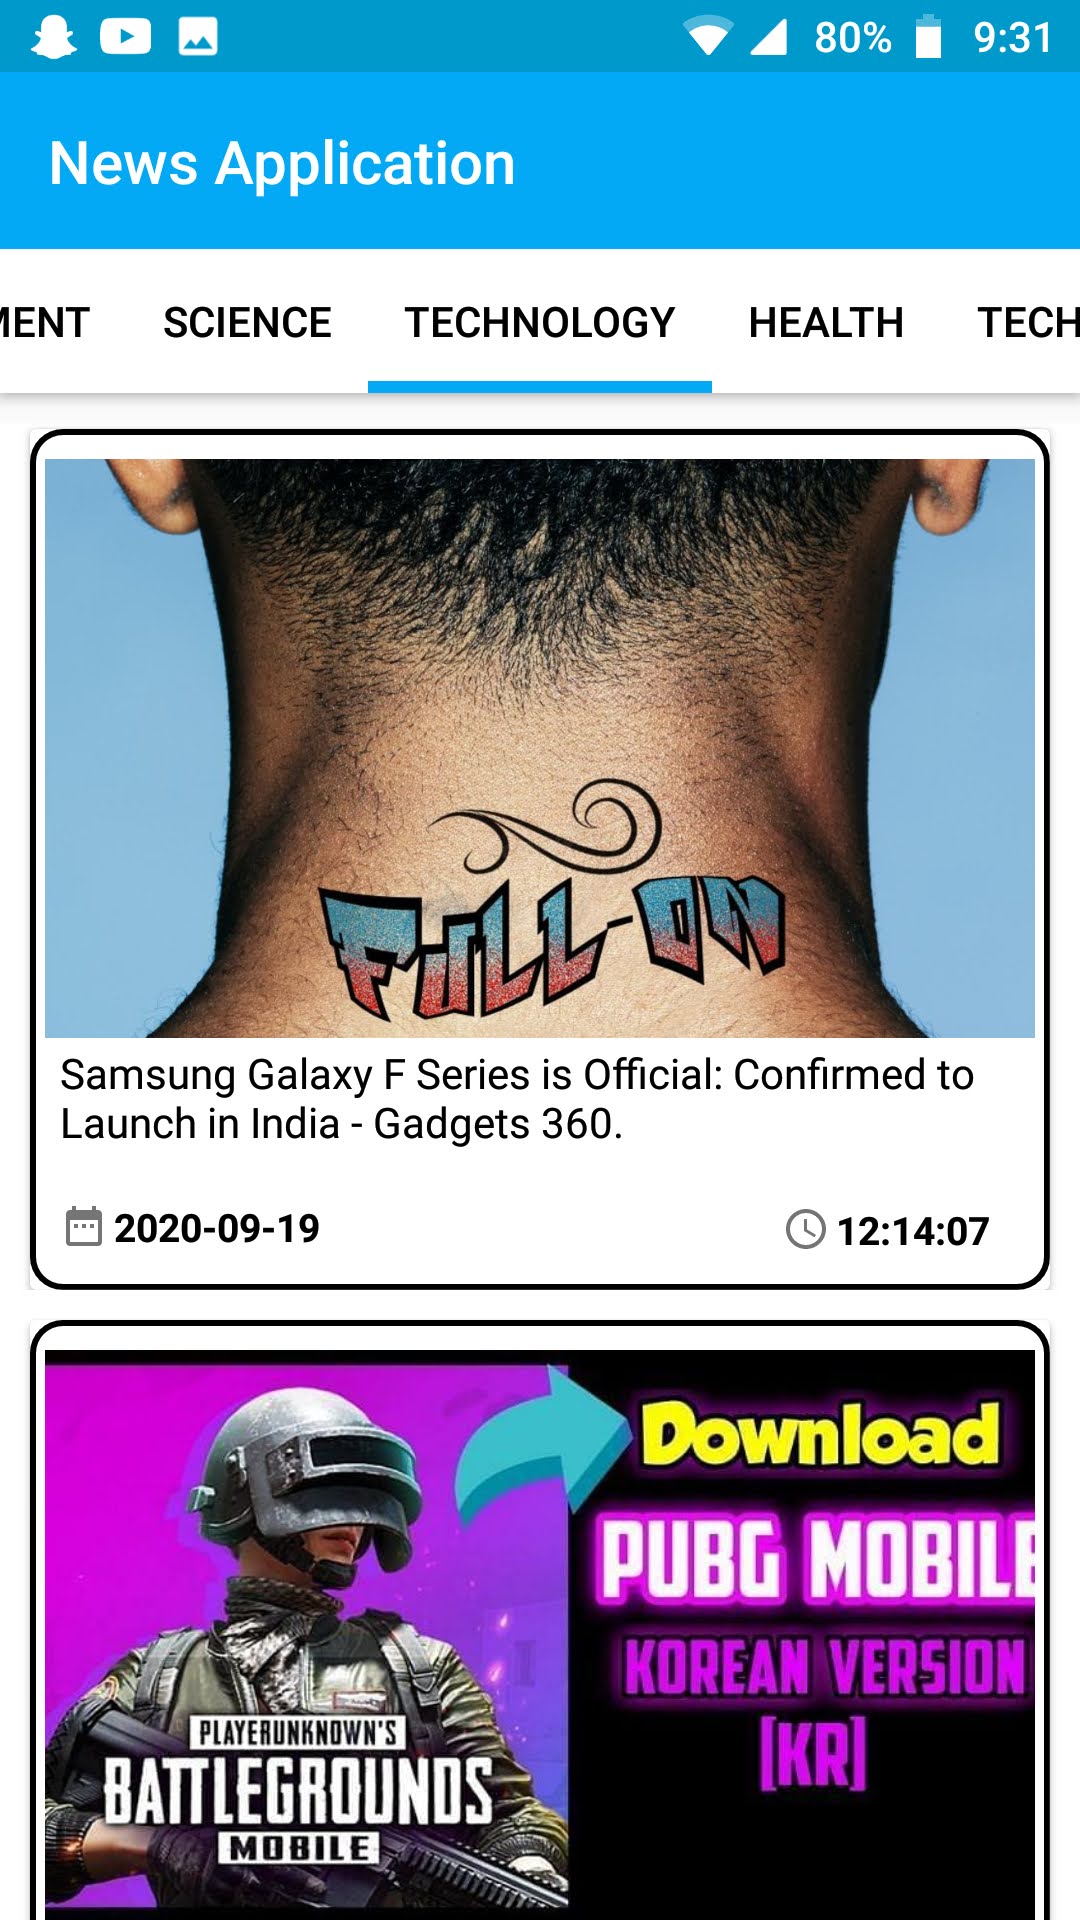 80% 9:31
News Application
MENT SCIENCE TECHNOLOGY HEALTH TECH
FULL-ON
Samsung Galaxy F Series is Official: Confirmed to
Launch in India - Gadgets 360.
2020-09-19 12:14:07
Download
PUBG MOBILE
KOREAN VERSION
[KR]
PLAYERUNKNOWN'S
BATTLEGROUNDS
MOBILE